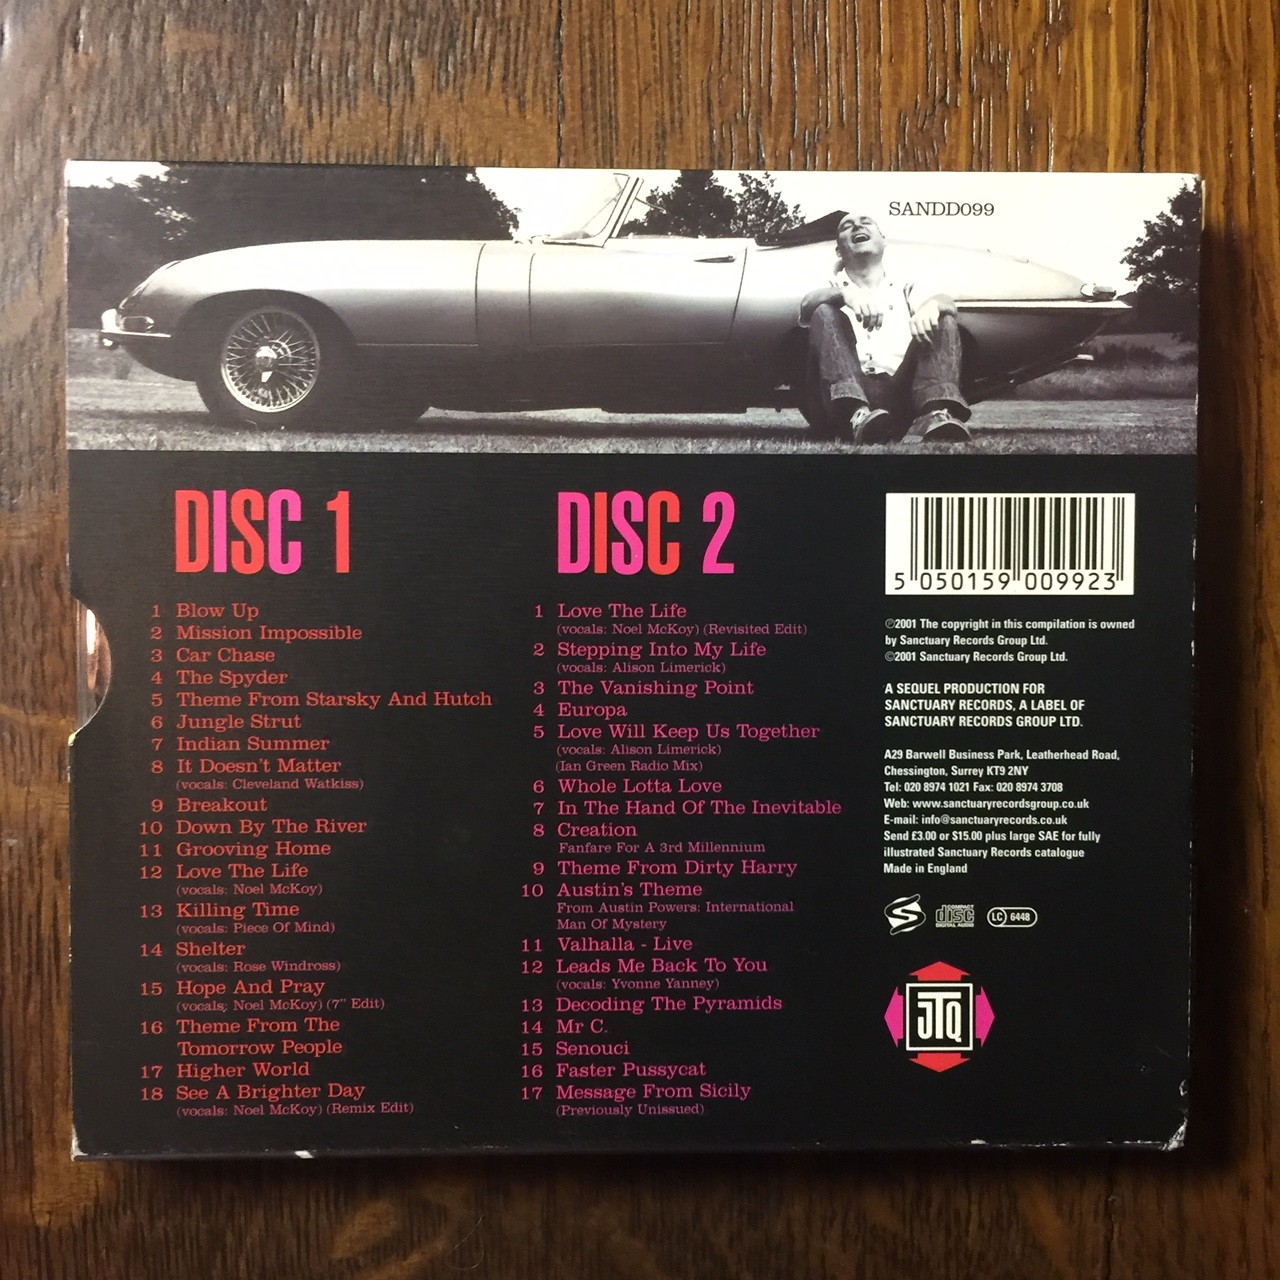 SANDD099
DISC 1
1 Blow Up
2 Mission Impossible
3 Car Chase
4 The Spyder
5 Theme From Starsky And Hutch
6 Jungle Strut
7 Indian Summer
8 It Doesn't Matter
(vocals: Cleveland Watkiss)
9 Breakout
10 Down By The River
11 Grooving Home
12 Love The Life
(vocals: Noel McKoy)
13 Killing Time
(vocals: Piece Of Mind)
14 Shelter
(vocals: Rose Windross)
15 Hope And Pray
(vocals; Noel McKoy) (7" Edit)
16 Theme From The
Tomorrow People
17 Higher World
18 See A Brighter Day
(vocals: Noel McKoy) (Remix Edit)
DISC 2
1 Love The Life
(vocals: Noel McKoy) (Revisited Edit)
2 Stepping Into My Life
(vocals: Alison Limerick)
3 The Vanishing Point
4 Europa
5 Love Will Keep Us Together
(vocals: Alison Limerick)
(Ian Green Radio Mix)
6 Whole Lotta Love
7 In The Hand Of The Inevitable
8 Creation
Fanfare For A 3rd Millennium
9 Theme From Dirty Harry
10 Austin's Theme
From Austin Powers: International
Man Of Mystery
11 Valhalla - Live
12 Leads Me Back To You
(vocals: Yvonne Yanney)
13 Decoding The Pyramids
14 Mr C.
15 Senouci
16 Faster Pussycat
17 Message From Sicily
(Previously Unissued)
5 050159 009923
℗2001 The copyright in this compilation is owned
by Sanctuary Records Group Ltd.
©2001 Sanctuary Records Group Ltd.
A SEQUEL PRODUCTION FOR
SANCTUARY RECORDS, A LABEL OF
SANCTUARY RECORDS GROUP LTD.
A29 Barwell Business Park, Leatherhead Road,
Chessington, Surrey KT9 2NY
Tel: 020 8974 1021 Fax: 020 8974 3708
Web: www.sanctuaryrecordsgroup.co.uk
E-mail: info@sanctuaryrecords.co.uk
Send £3.00 or $15.00 plus large SAE for fully
illustrated Sanctuary Records catalogue
Made in England
COMPACT
disc
DIGITAL AUDIO
LC 6448
JTQ